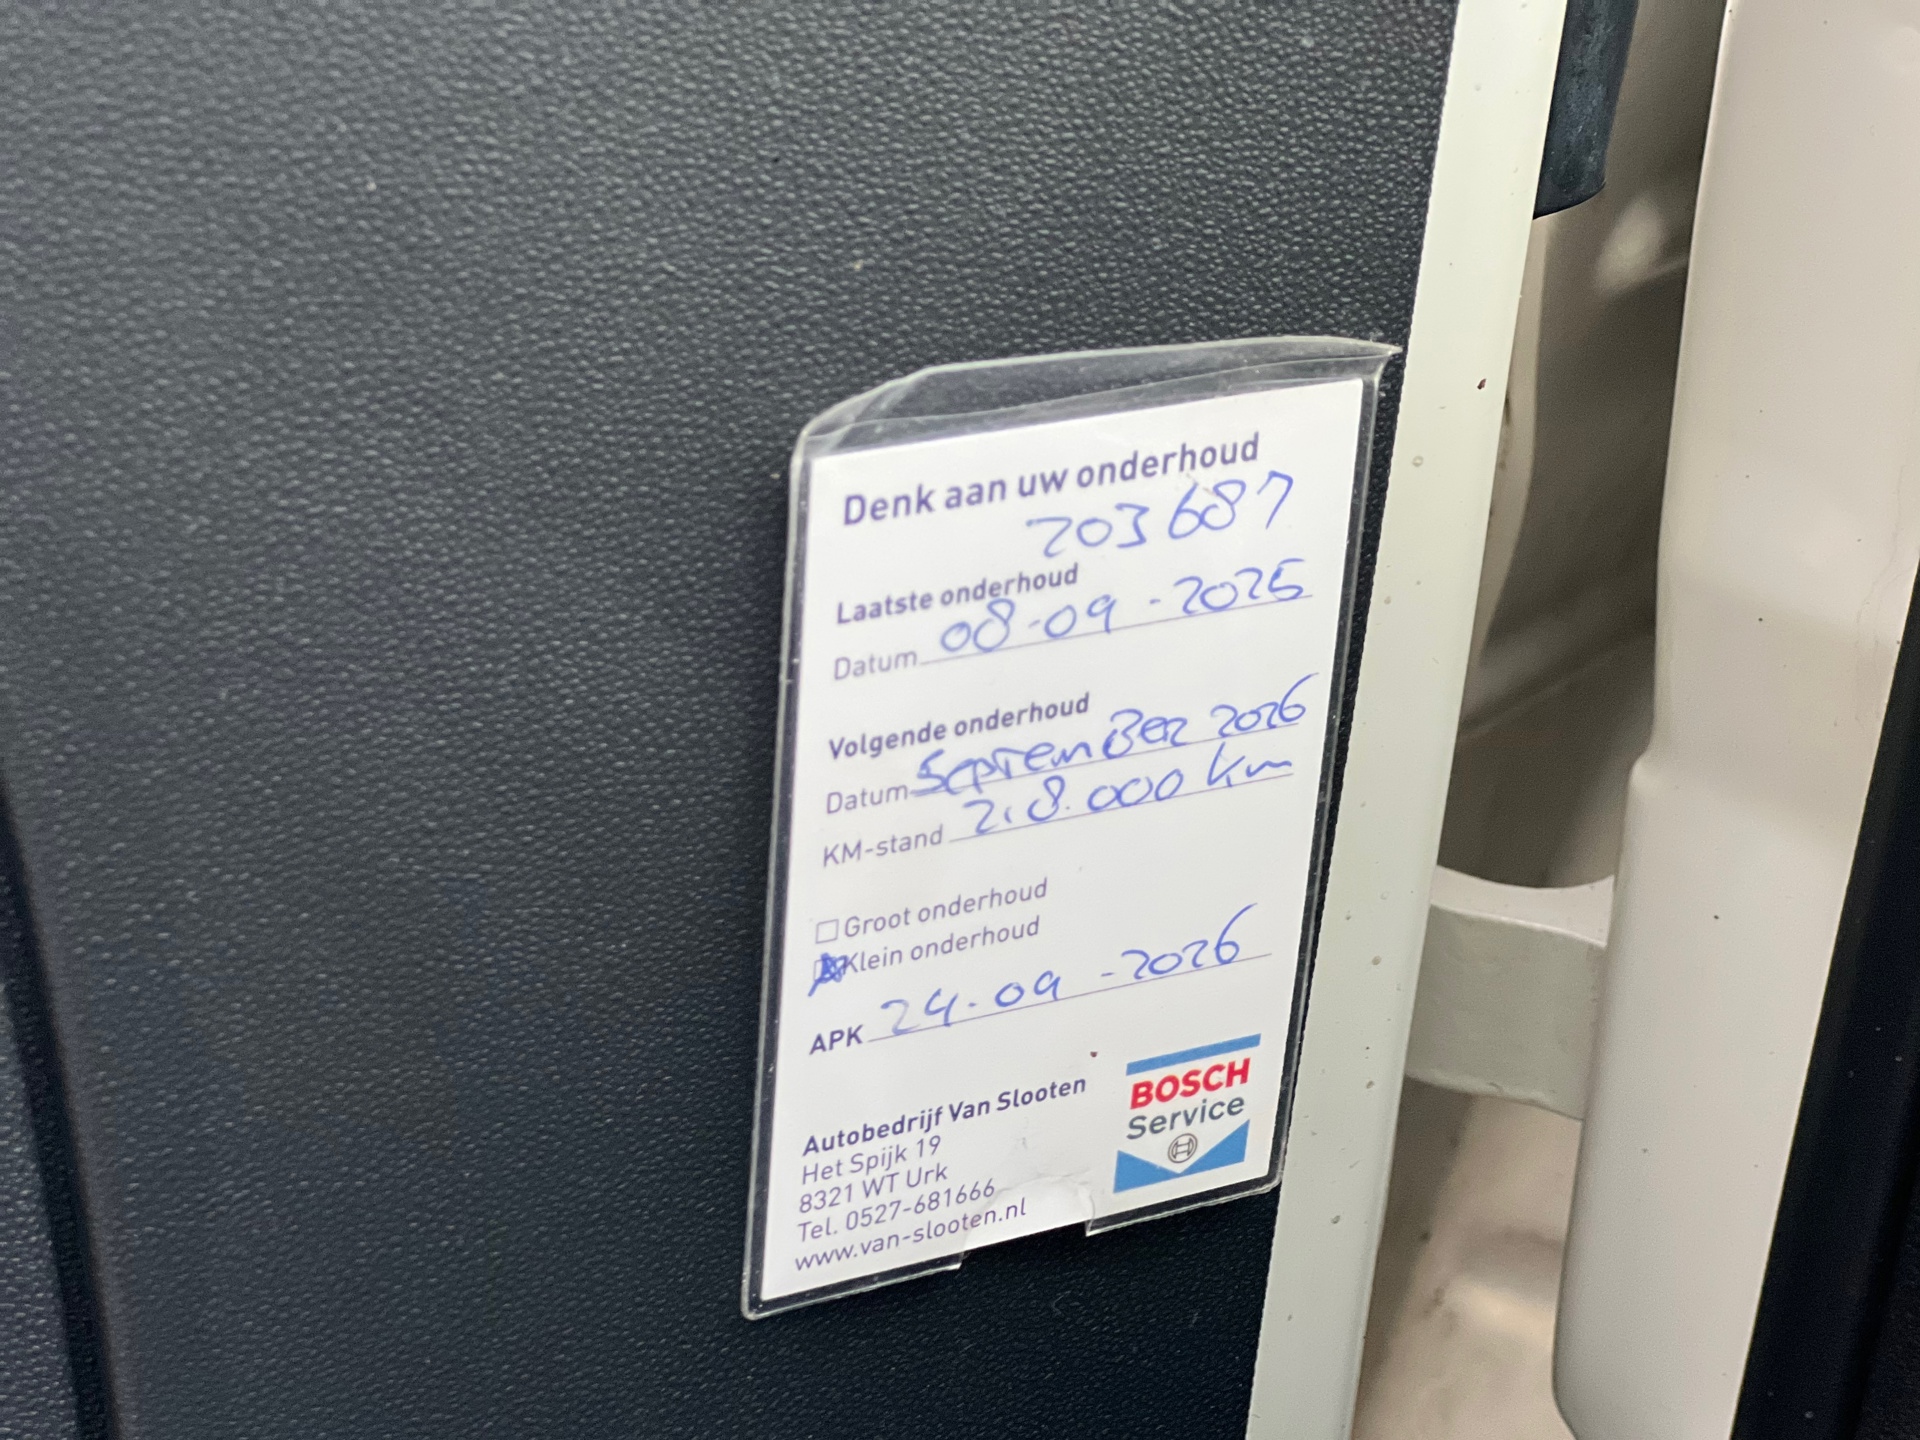 Denk aan uw onderhoud
203687
Laatste onderhoud
Datum 08-09-2025
Volgende onderhoud
Datum September 2026
KM-stand 218.000 km
Groot onderhoud
Klein onderhoud
APK 24-09-2026
Autobedrijf Van Slooten
Het Spijk 19
8321 WT Urk
Tel. 0527-681666
www.van-slooten.nl
BOSCH
Service